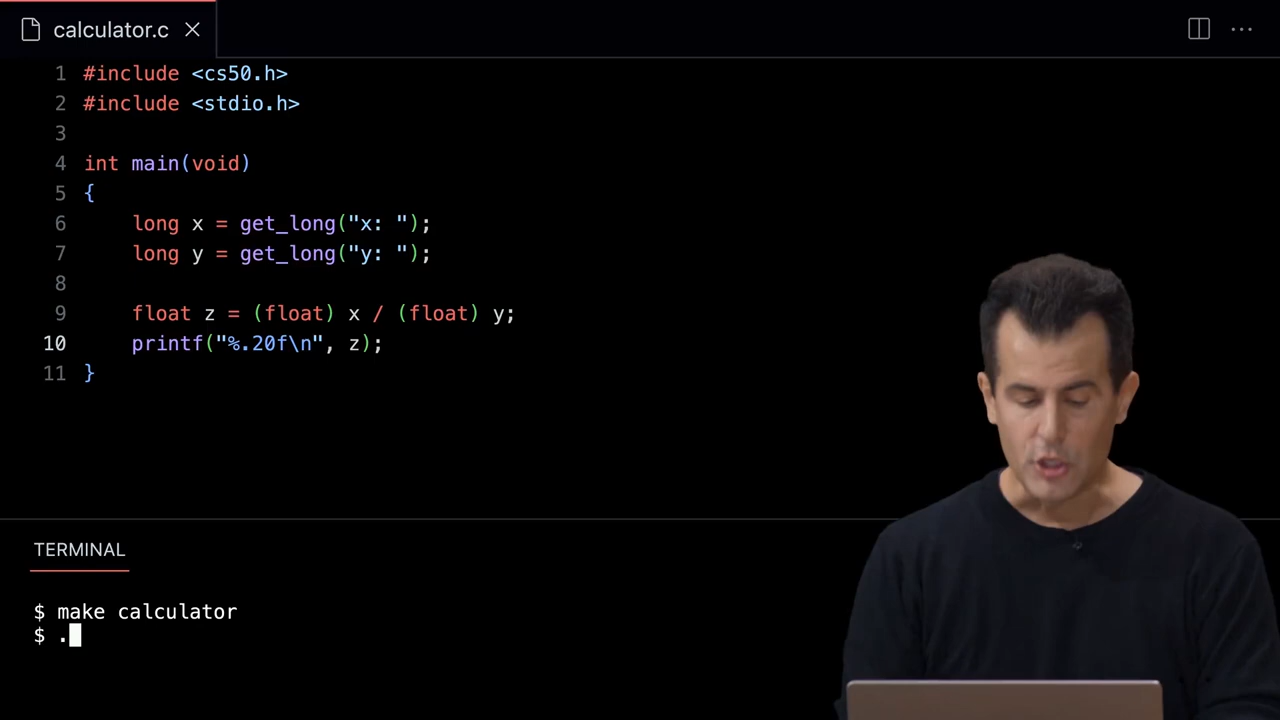 calculator.c
1 #include <cs50.h>
2 #include <stdio.h>
3
4 int main(void)
5 {
6     long x = get_long("x: ");
7     long y = get_long("y: ");
8
9     float z = (float) x / (float) y;
10     printf("%.20f\n", z);
11 }
TERMINAL
$ make calculator
$ .